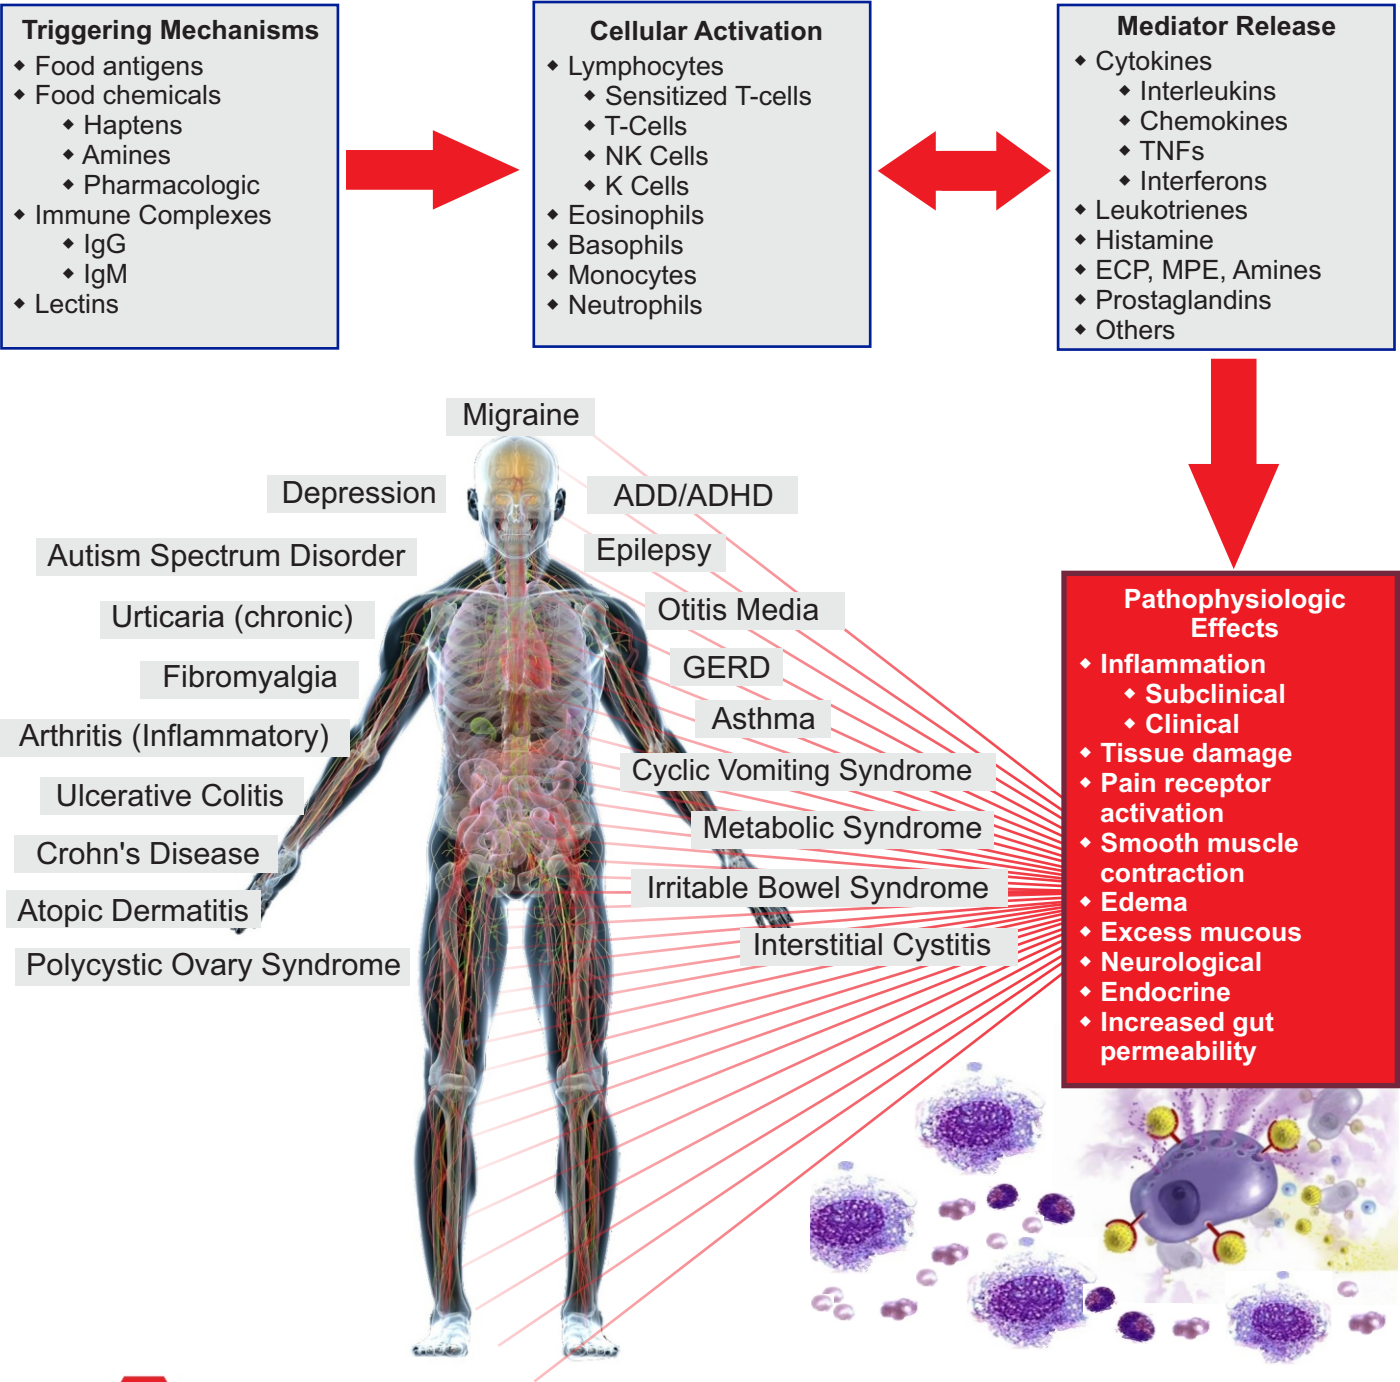 Triggering Mechanisms
Food antigens
Food chemicals
Haptens
Amines
Pharmacologic
Immune Complexes
IgG
IgM
Lectins
Cellular Activation
Lymphocytes
Sensitized T-cells
T-Cells
NK Cells
K Cells
Eosinophils
Basophils
Monocytes
Neutrophils
Mediator Release
Cytokines
Interleukins
Chemokines
TNFs
Interferons
Leukotrienes
Histamine
ECP, MPE, Amines
Prostaglandins
Others
Migraine
Depression
Autism Spectrum Disorder
Urticaria (chronic)
Fibromyalgia
Arthritis (Inflammatory)
Ulcerative Colitis
Crohn's Disease
Atopic Dermatitis
Polycystic Ovary Syndrome
ADD/ADHD
Epilepsy
Otitis Media
GERD
Asthma
Cyclic Vomiting Syndrome
Metabolic Syndrome
Irritable Bowel Syndrome
Interstitial Cystitis
Pathophysiologic
Effects
Inflammation
Subclinical
Clinical
Tissue damage
Pain receptor
activation
Smooth muscle
contraction
Edema
Excess mucous
Neurological
Endocrine
Increased gut
permeability